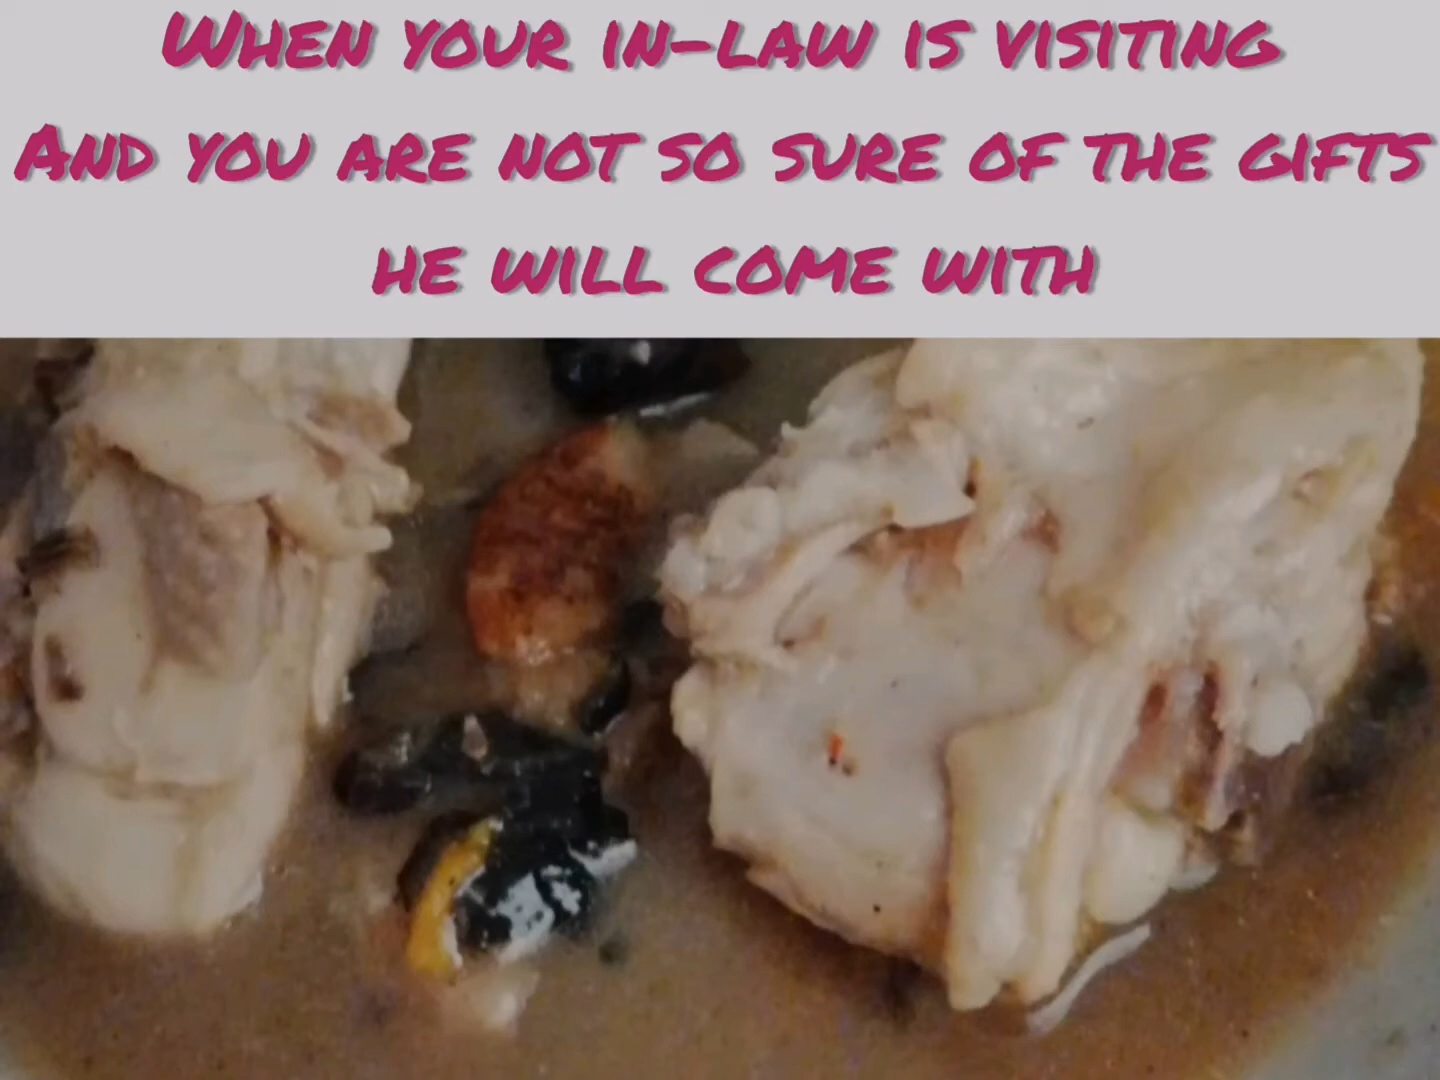 When your in-law is visiting
And you are not so sure of the gifts
he will come with